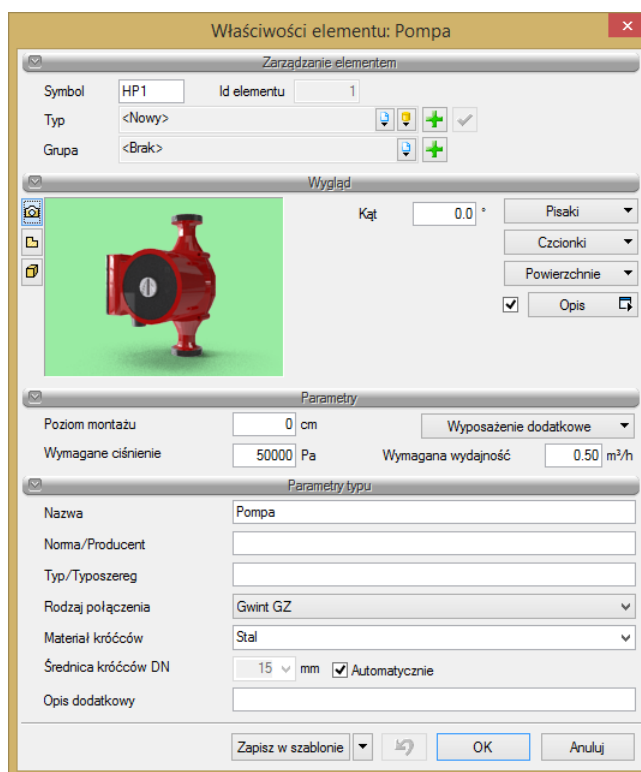 Właściwości elementu: Pompa
Zarządzanie elementem
Symbol HP1 Id elementu 1
Typ <Nowy>
Grupa <Brak>
Wygląd
Kąt 0.0 ° Pisaki
Czcionki
Powierzchnie
Opis
Parametry
Poziom montażu 0 cm Wyposażenie dodatkowe
Wymagane ciśnienie 50000 Pa Wymagana wydajność 0.50 m³/h
Parametry typu
Nazwa Pompa
Norma/Producent
Typ/Typoszereg
Rodzaj połączenia Gwint GZ
Materiał króćców Stal
Średnica króćców DN 15 mm Automatycznie
Opis dodatkowy
Zapisz w szablonie OK Anuluj